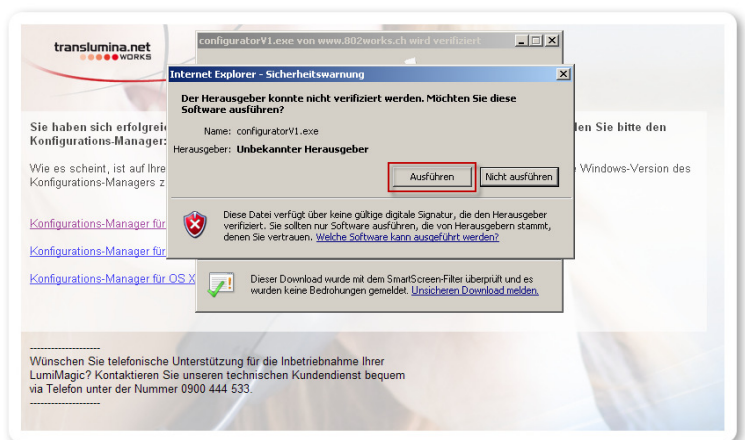 translumina.net
WORKS
configuratorV1.exe von www.802works.ch wird verifiziert
Internet Explorer - Sicherheitswarnung
Der Herausgeber konnte nicht verifiziert werden. Möchten Sie diese
Software ausführen?
Name: configuratorV1.exe
Herausgeber: Unbekannter Herausgeber
Ausführen
Nicht ausführen
Diese Datei verfügt über keine gültige digitale Signatur, die den Herausgeber
verifiziert. Sie sollten nur Software ausführen, die von Herausgebern stammt,
denen Sie vertrauen. Welche Software kann ausgeführt werden?
Dieser Download wurde mit dem SmartScreen-Filter überprüft und es
wurden keine Bedrohungen gemeldet. Unsicheren Download melden.
Sie haben sich erfolgrei
den Sie bitte den
Konfigurations-Manager:
Wie es scheint, ist auf Ihre
Windows-Version des
Konfigurations-Managers z
Konfigurations-Manager für
Konfigurations-Manager für
Konfigurations-Manager für OS X
--------------------
Wünschen Sie telefonische Unterstützung für die Inbetriebnahme Ihrer
LumiMagic? Kontaktieren Sie unseren technischen Kundendienst bequem
via Telefon unter der Nummer 0900 444 533.
--------------------